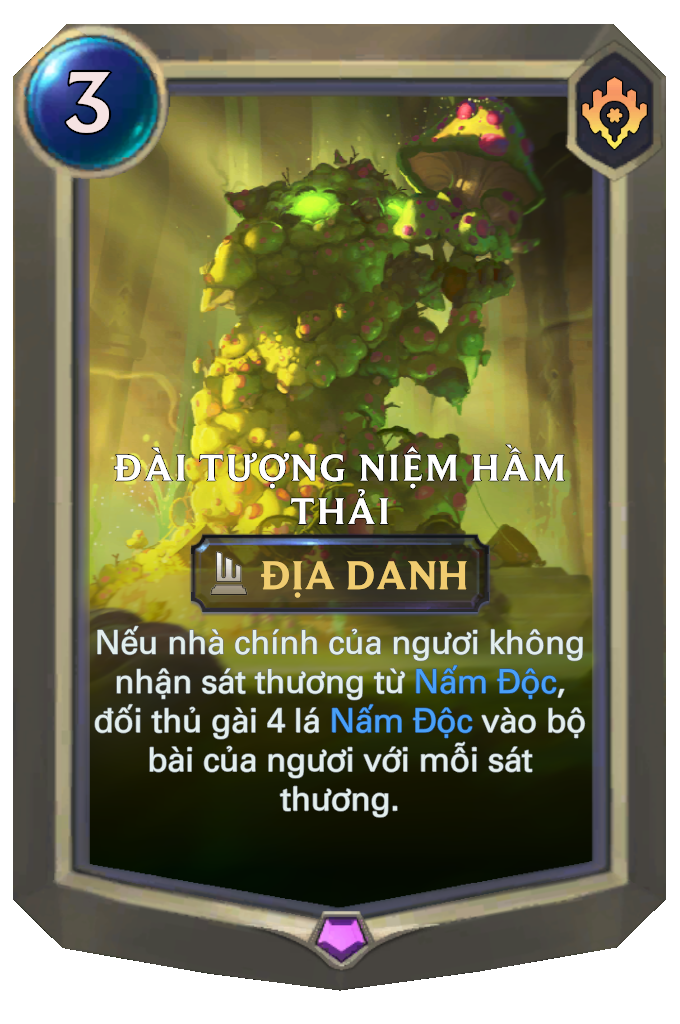 3
ĐÀI TƯỢNG NIỆM HẦM
THẢI
ĐỊA DANH
Nếu nhà chính của ngươi không
nhận sát thương từ Nấm Độc,
đối thủ gài 4 lá Nấm Độc vào bộ
bài của ngươi với mỗi sát
thương.